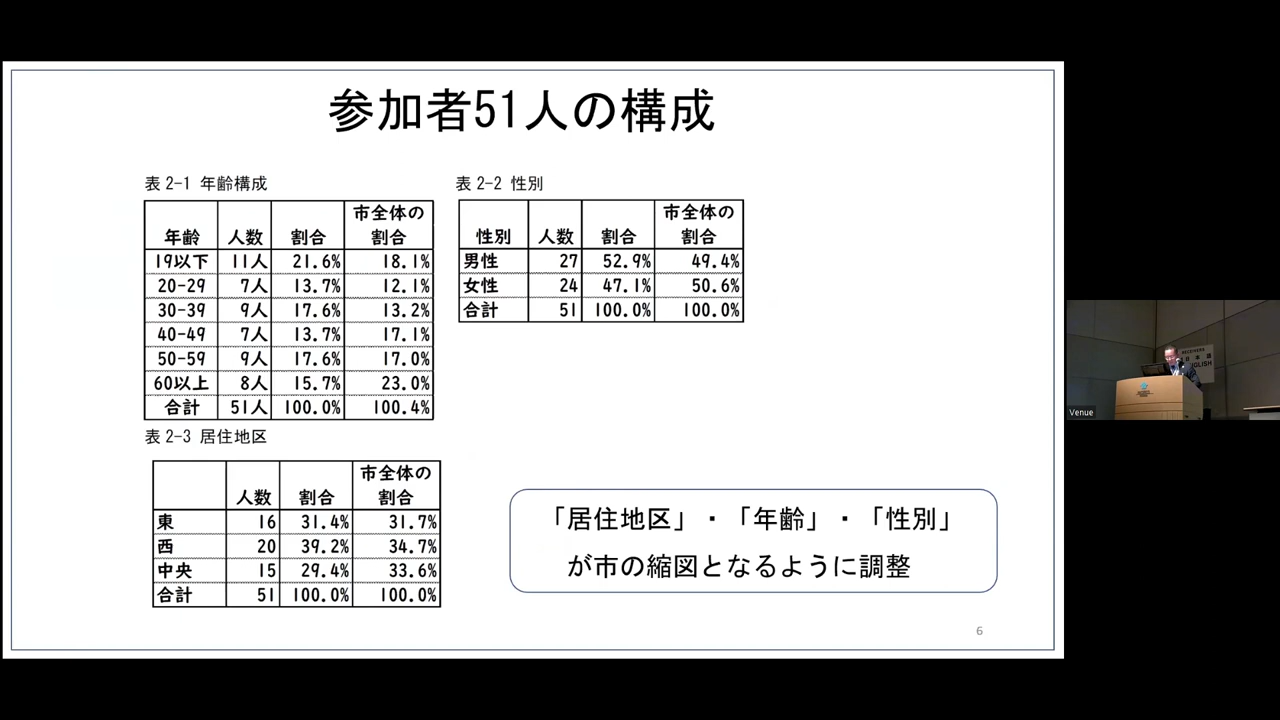 参加者51人の構成
表 2-1 年齢構成
年齢 人数 割合 市全体の割合
19以下 11人 21.6% 18.1%
20-29 7人 13.7% 12.1%
30-39 9人 17.6% 13.2%
40-49 7人 13.7% 17.1%
50-59 9人 17.6% 17.0%
60以上 8人 15.7% 23.0%
合計 51人 100.0% 100.4%
表 2-2 性別
性別 人数 割合 市全体の割合
男性 27 52.9% 49.4%
女性 24 47.1% 50.6%
合計 51 100.0% 100.0%
表 2-3 居住地区
人数 割合 市全体の割合
東 16 31.4% 31.7%
西 20 39.2% 34.7%
中央 15 29.4% 33.6%
合計 51 100.0% 100.0%
「居住地区」・「年齢」・「性別」
が市の縮図となるように調整
6
Venue